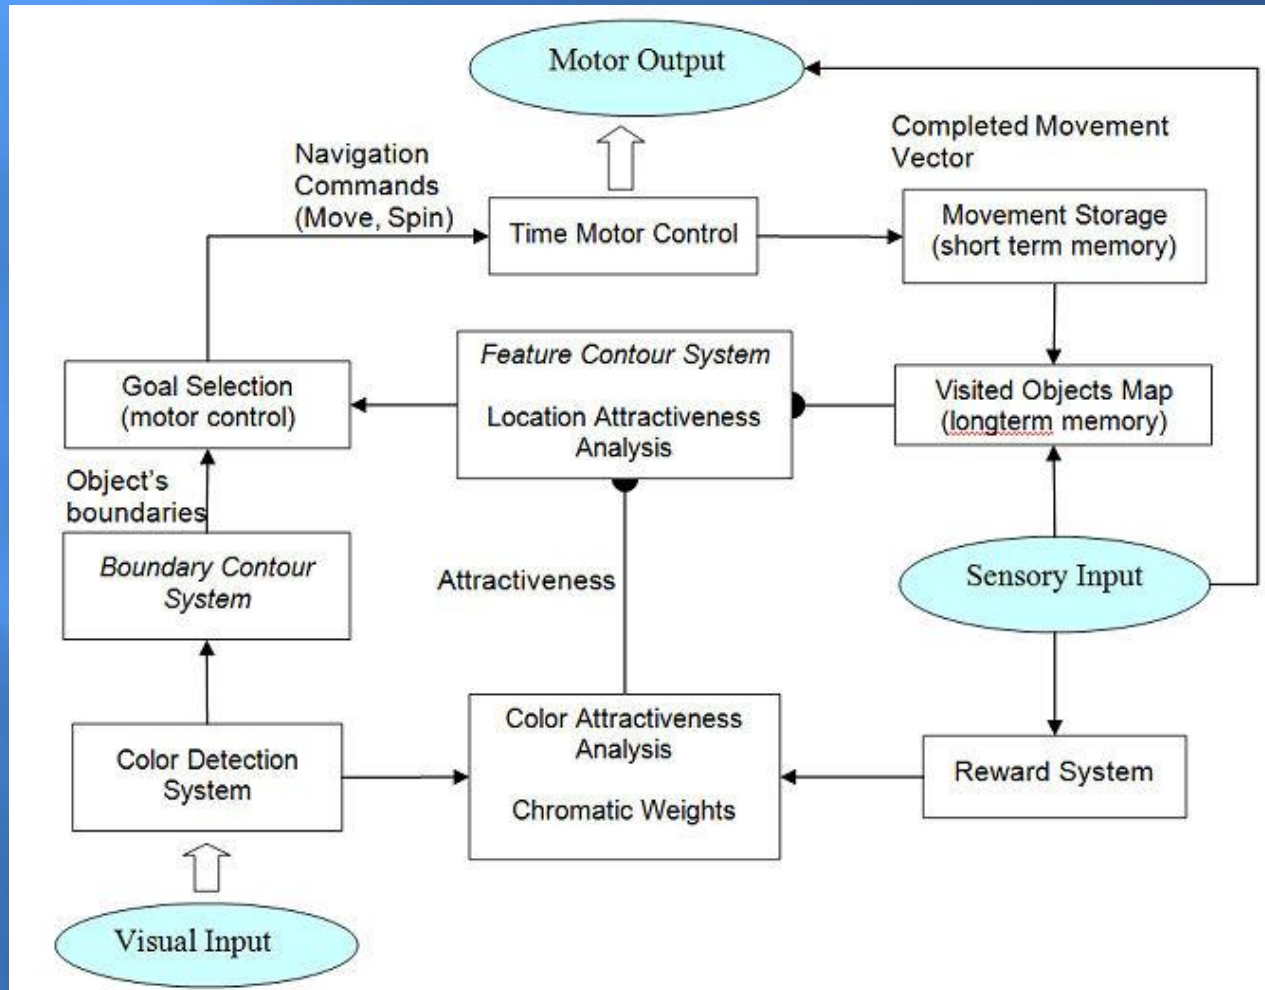 Motor Output
Completed Movement
Vector
Navigation
Commands
(Move, Spin)
Time Motor Control
Movement Storage
(short term memory)
Goal Selection
(motor control)
Feature Contour System
Location Attractiveness
Analysis
Visited Objects Map
(longterm memory)
Object's
boundaries
Boundary Contour
System
Attractiveness
Sensory Input
Color Detection
System
Color Attractiveness
Analysis
Chromatic Weights
Reward System
Visual Input